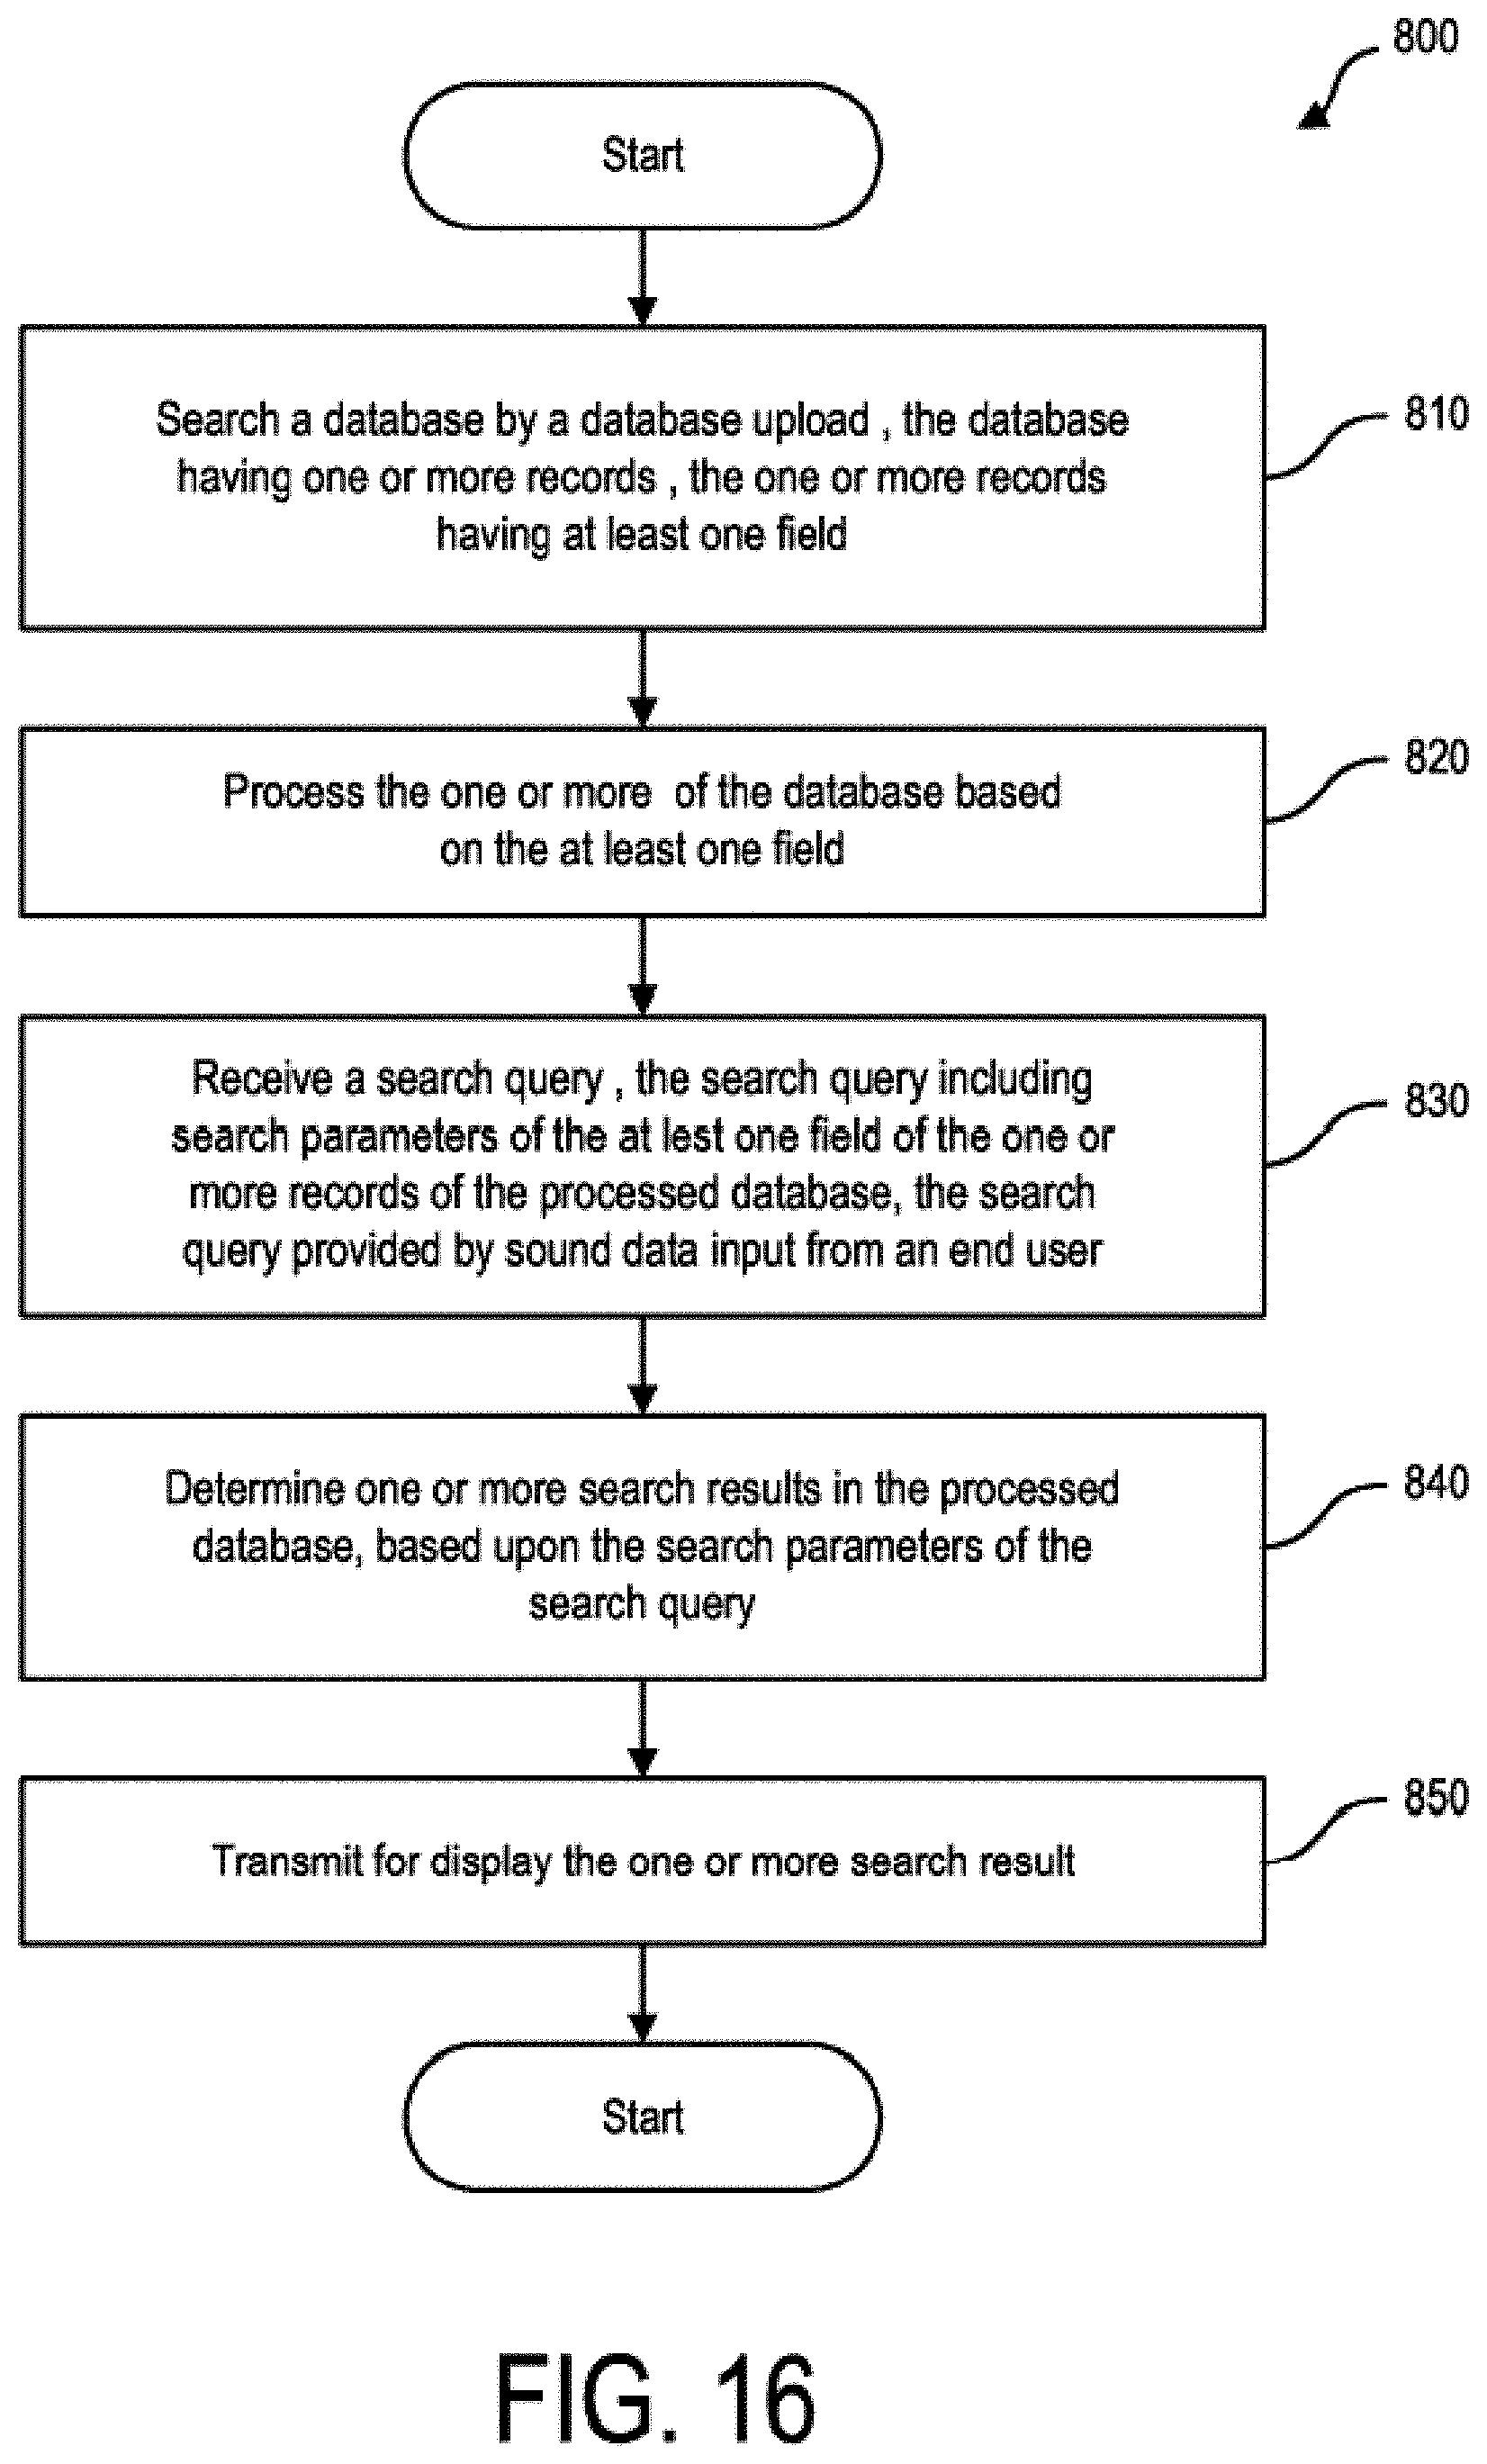 800
Start
Search a database by a database upload , the database
having one or more records , the one or more records
having at least one field
810
Process the one or more of the database based
on the at least one field
820
Receive a search query , the search query including
search parameters of the at lest one field of the one or
more records of the processed database, the search
query provided by sound data input from an end user
830
Determine one or more search results in the processed
database, based upon the search parameters of the
search query
840
Transmit for display the one or more search result
850
Start
FIG. 16